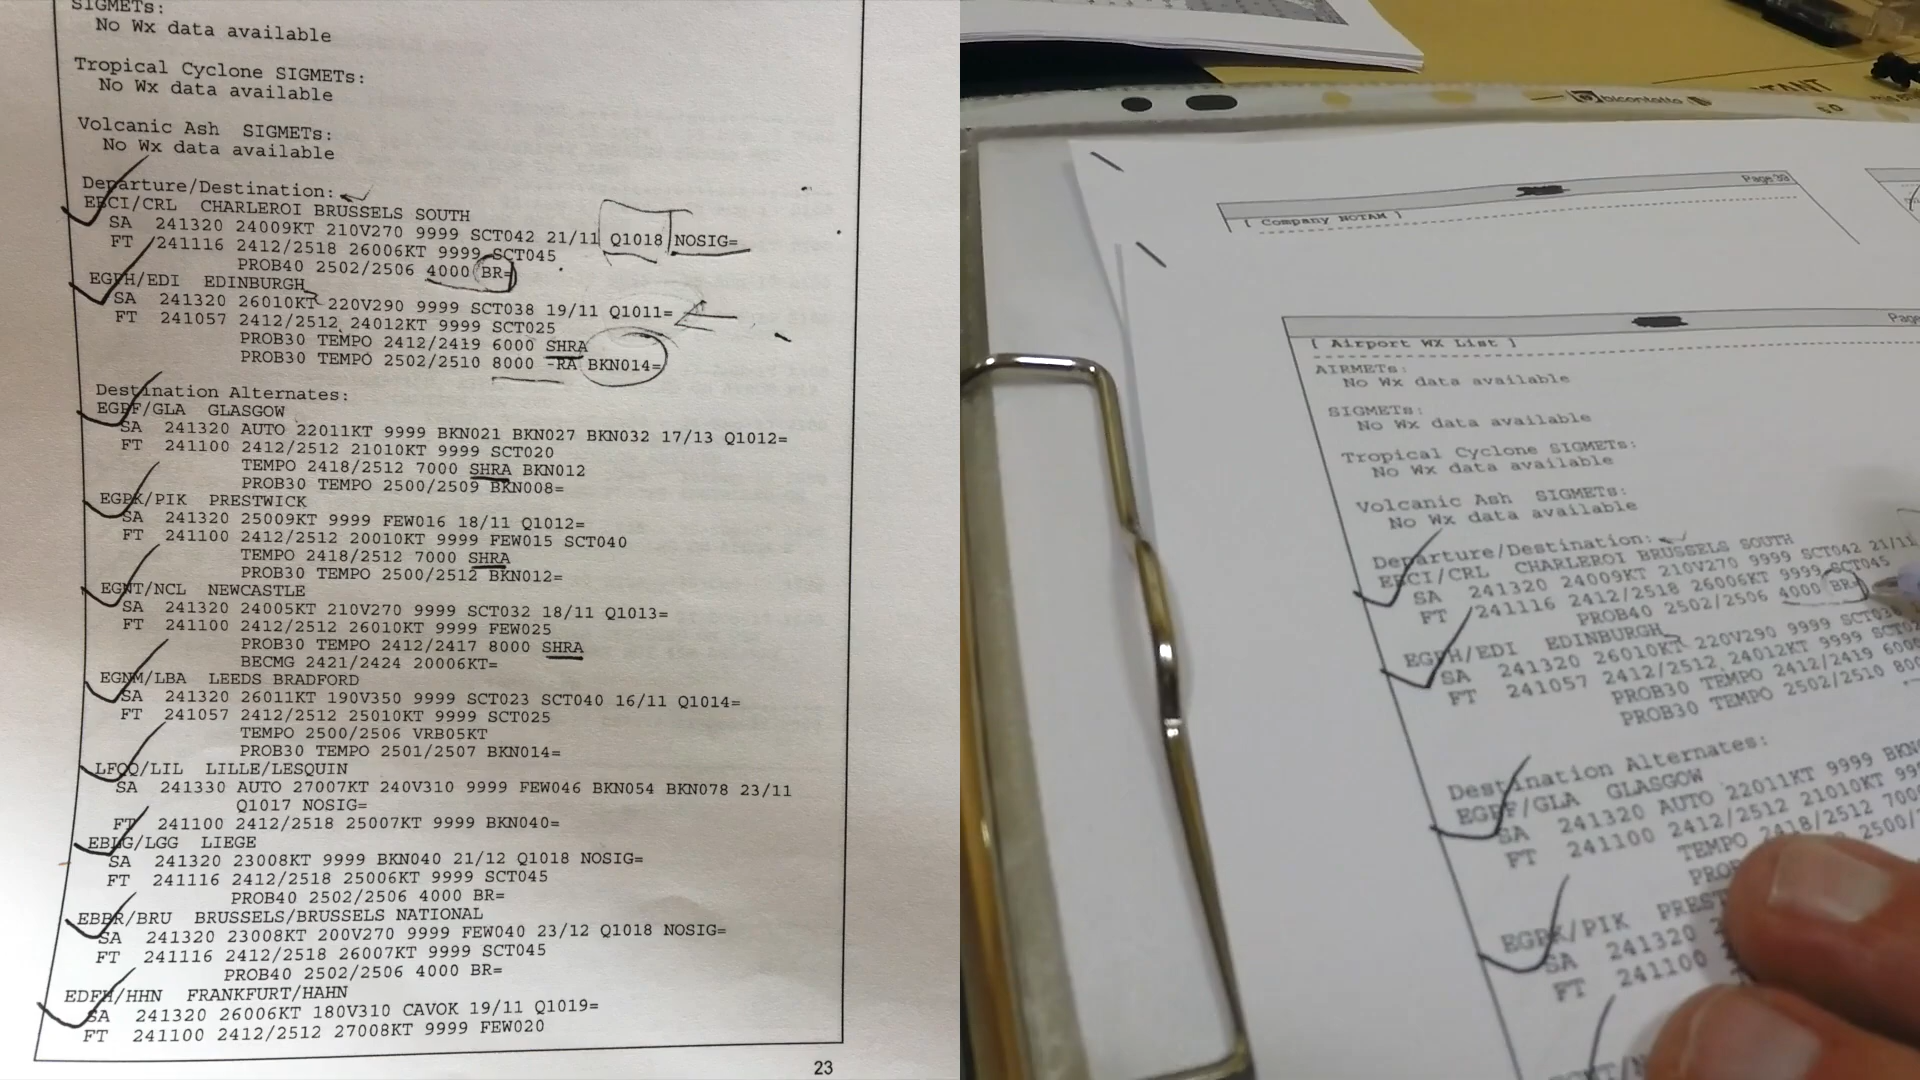 SIGMETs:
No Wx data available
Tropical Cyclone SIGMETs:
No Wx data available
Volcanic Ash SIGMETs:
No Wx data available
Departure/Destination:
EBCI/CRL CHARLEROI BRUSSELS SOUTH
SA 241320 24009KT 210V270 9999 SCT042 21/11 Q1018 NOSIG=
FT 241116 2412/2518 26006KT 9999 SCT045
PROB40 2502/2506 4000 BR=
EGPH/EDI EDINBURGH
SA 241320 26010KT 220V290 9999 SCT038 19/11 Q1011=
FT 241057 2412/2512 24012KT 9999 SCT025
PROB30 TEMPO 2412/2419 6000 SHRA
PROB30 TEMPO 2502/2510 8000 -RA BKN014=
Destination Alternates:
EGPF/GLA GLASGOW
SA 241320 AUTO 22011KT 9999 BKN021 BKN027 BKN032 17/13 Q1012=
FT 241100 2412/2512 21010KT 9999 SCT020
TEMPO 2418/2512 7000 SHRA BKN012
PROB30 TEMPO 2500/2509 BKN008=
EGPK/PIK PRESTWICK
SA 241320 25009KT 9999 FEW016 18/11 Q1012=
FT 241100 2412/2512 20010KT 9999 FEW015 SCT040
TEMPO 2418/2512 7000 SHRA
PROB30 TEMPO 2500/2512 BKN012=
EGNT/NCL NEWCASTLE
SA 241320 24005KT 210V270 9999 SCT032 18/11 Q1013=
FT 241100 2412/2512 26010KT 9999 FEW025
PROB30 TEMPO 2412/2417 8000 SHRA
BECMG 2421/2424 20006KT=
EGNM/LBA LEEDS BRADFORD
SA 241320 26011KT 190V350 9999 SCT023 SCT040 16/11 Q1014=
FT 241057 2412/2512 25010KT 9999 SCT025
TEMPO 2500/2506 VRB05KT
PROB30 TEMPO 2501/2507 BKN014=
LFQQ/LIL LILLE/LESQUIN
SA 241330 AUTO 27007KT 240V310 9999 FEW046 BKN054 BKN078 23/11
Q1017 NOSIG=
FT 241100 2412/2518 25007KT 9999 BKN040=
EBLG/LGG LIEGE
SA 241320 23008KT 9999 BKN040 21/12 Q1018 NOSIG=
FT 241116 2412/2518 25006KT 9999 SCT045
PROB40 2502/2506 4000 BR=
EBBR/BRU BRUSSELS/BRUSSELS NATIONAL
SA 241320 23008KT 200V270 9999 FEW040 23/12 Q1018 NOSIG=
FT 241116 2412/2518 26007KT 9999 SCT045
PROB40 2502/2506 4000 BR=
EDFH/HHN FRANKFURT/HAHN
SA 241320 26006KT 180V310 CAVOK 19/11 Q1019=
FT 241100 2412/2512 27008KT 9999 FEW020
23
Page 39
[ Company NOTAM ]
[ Airport WX List ]
AIRMETs:
No Wx data available
SIGMETs:
No Wx data available
Tropical Cyclone SIGMETs:
No Wx data available
Volcanic Ash SIGMETs:
No Wx data available
Departure/Destination:
EBCI/CRL CHARLEROI BRUSSELS SOUTH
SA 241320 24009KT 210V270 9999 SCT042 21/11
FT 241116 2412/2518 26006KT 9999 SCT045
PROB40 2502/2506 4000 BR=
EGPH/EDI EDINBURGH
SA 241320 26010KT 220V290 9999 SCT038
FT 241057 2412/2512 24012KT 9999
PROB30 TEMPO 2412/2419
PROB30 TEMPO 2502/2510
Destination Alternates:
EGPF/GLA GLASGOW
SA 241320 AUTO 22011KT 9999
FT 241100 2412/2512 21010KT
TEMPO 2418/2512
EGPK/PIK
SA 241320
FT 241100